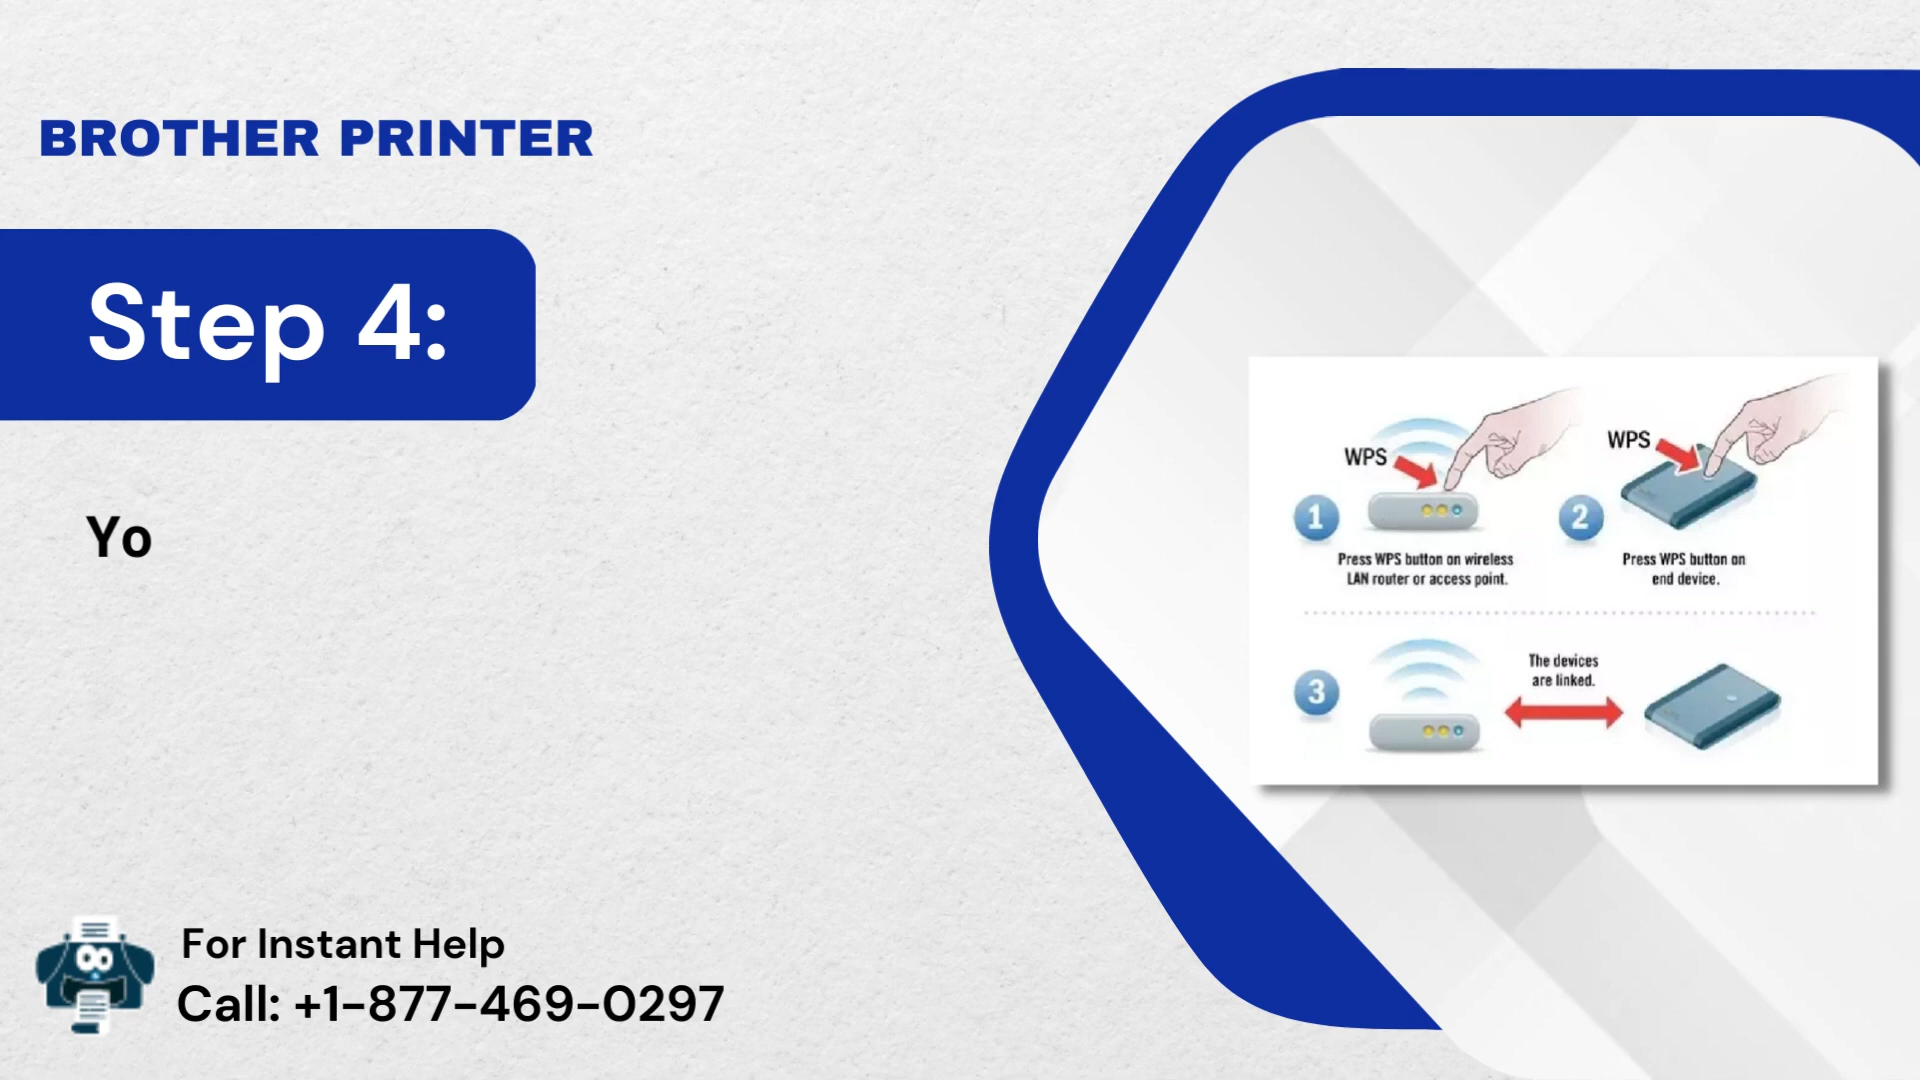 BROTHER PRINTER
Step 4:
Yo
For Instant Help
Call: +1-877-469-0297
WPS
1
Press WPS button on wireless
LAN router or access point.
WPS
2
Press WPS button on
end device.
3
The devices
are linked.